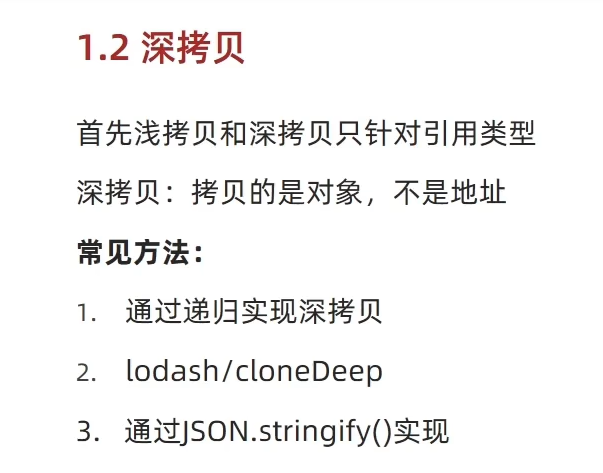 1.2 深拷贝
首先浅拷贝和深拷贝只针对引用类型
深拷贝：拷贝的是对象，不是地址
常见方法：
1. 通过递归实现深拷贝
2. lodash/cloneDeep
3. 通过JSON.stringify()实现